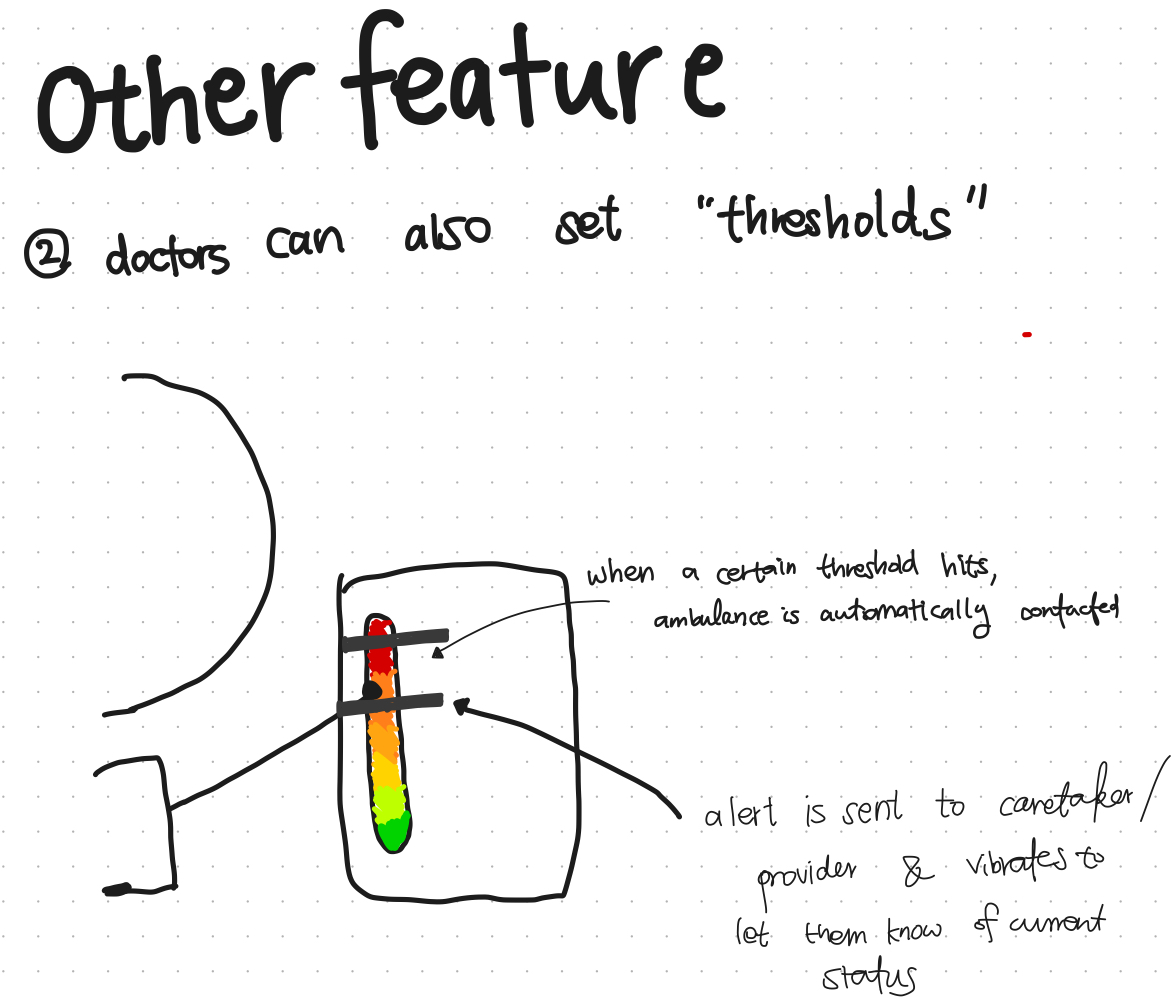 Other feature
② doctors can also set "thresholds"
when a certain threshold hits,
ambulance is automatically contacted
alert is sent to caretaker/
provider & vibrates to
let them know of current
status